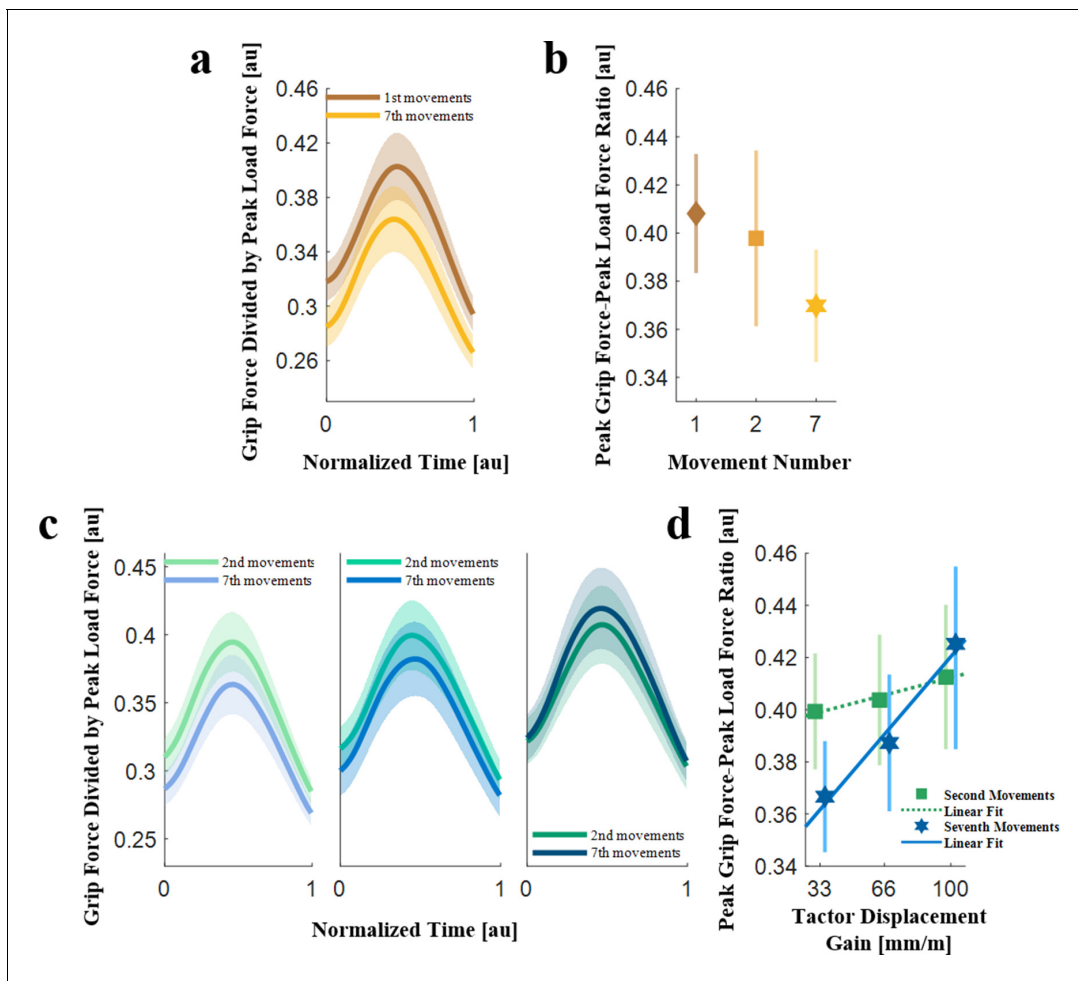 a
Grip Force Divided by Peak Load Force [au]
0.46
0.42
0.38
0.34
0.3
0.26
1st movements
7th movements
0
1
Normalized Time [au]
b
Peak Grip Force-Peak Load Force Ratio [au]
0.46
0.44
0.42
0.40
0.38
0.36
0.34
1
2
7
Movement Number
c
Grip Force Divided by Peak Load Force [au]
0.45
0.4
0.35
0.3
0.25
2nd movements
7th movements
0
1
2nd movements
7th movements
0
1
2nd movements
7th movements
0
1
Normalized Time [au]
d
Peak Grip Force-Peak Load Force Ratio [au]
0.46
0.44
0.42
0.40
0.38
0.36
0.34
Second Movements
Linear Fit
Seventh Movements
Linear Fit
33
66
100
Tactor Displacement
Gain [mm/m]